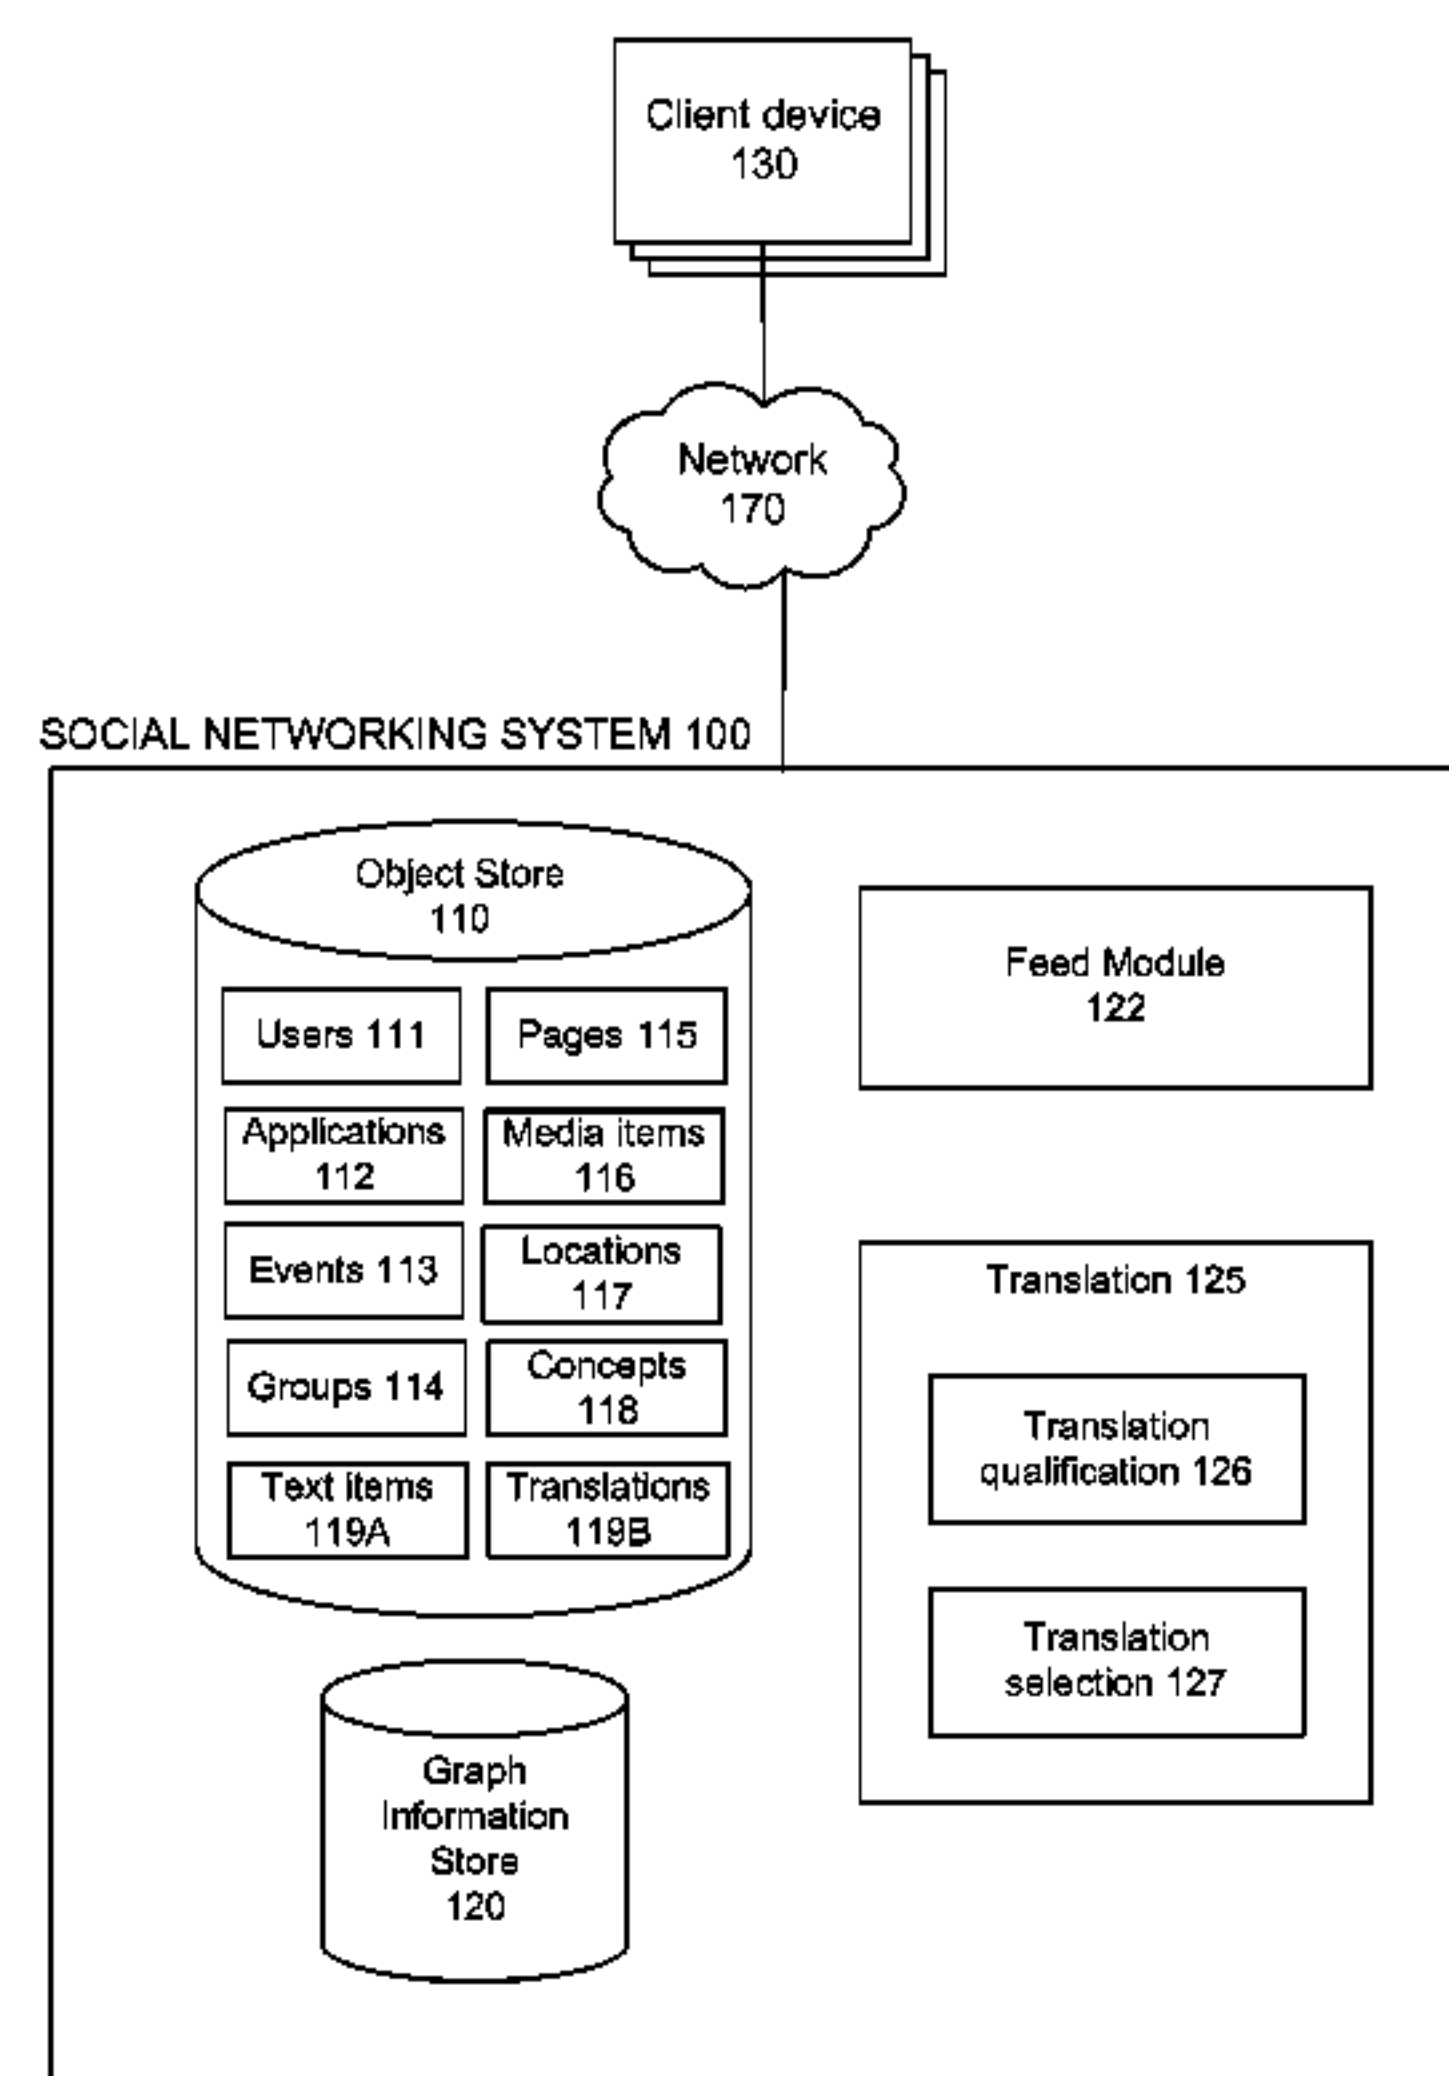 Client device
130
Network
170
SOCIAL NETWORKING SYSTEM 100
Object Store
110
Users 111
Pages 115
Applications
112
Media items
116
Events 113
Locations
117
Groups 114
Concepts
118
Text items
119A
Translations
119B
Graph
Information
Store
120
Feed Module
122
Translation 125
Translation
qualification 126
Translation
selection 127